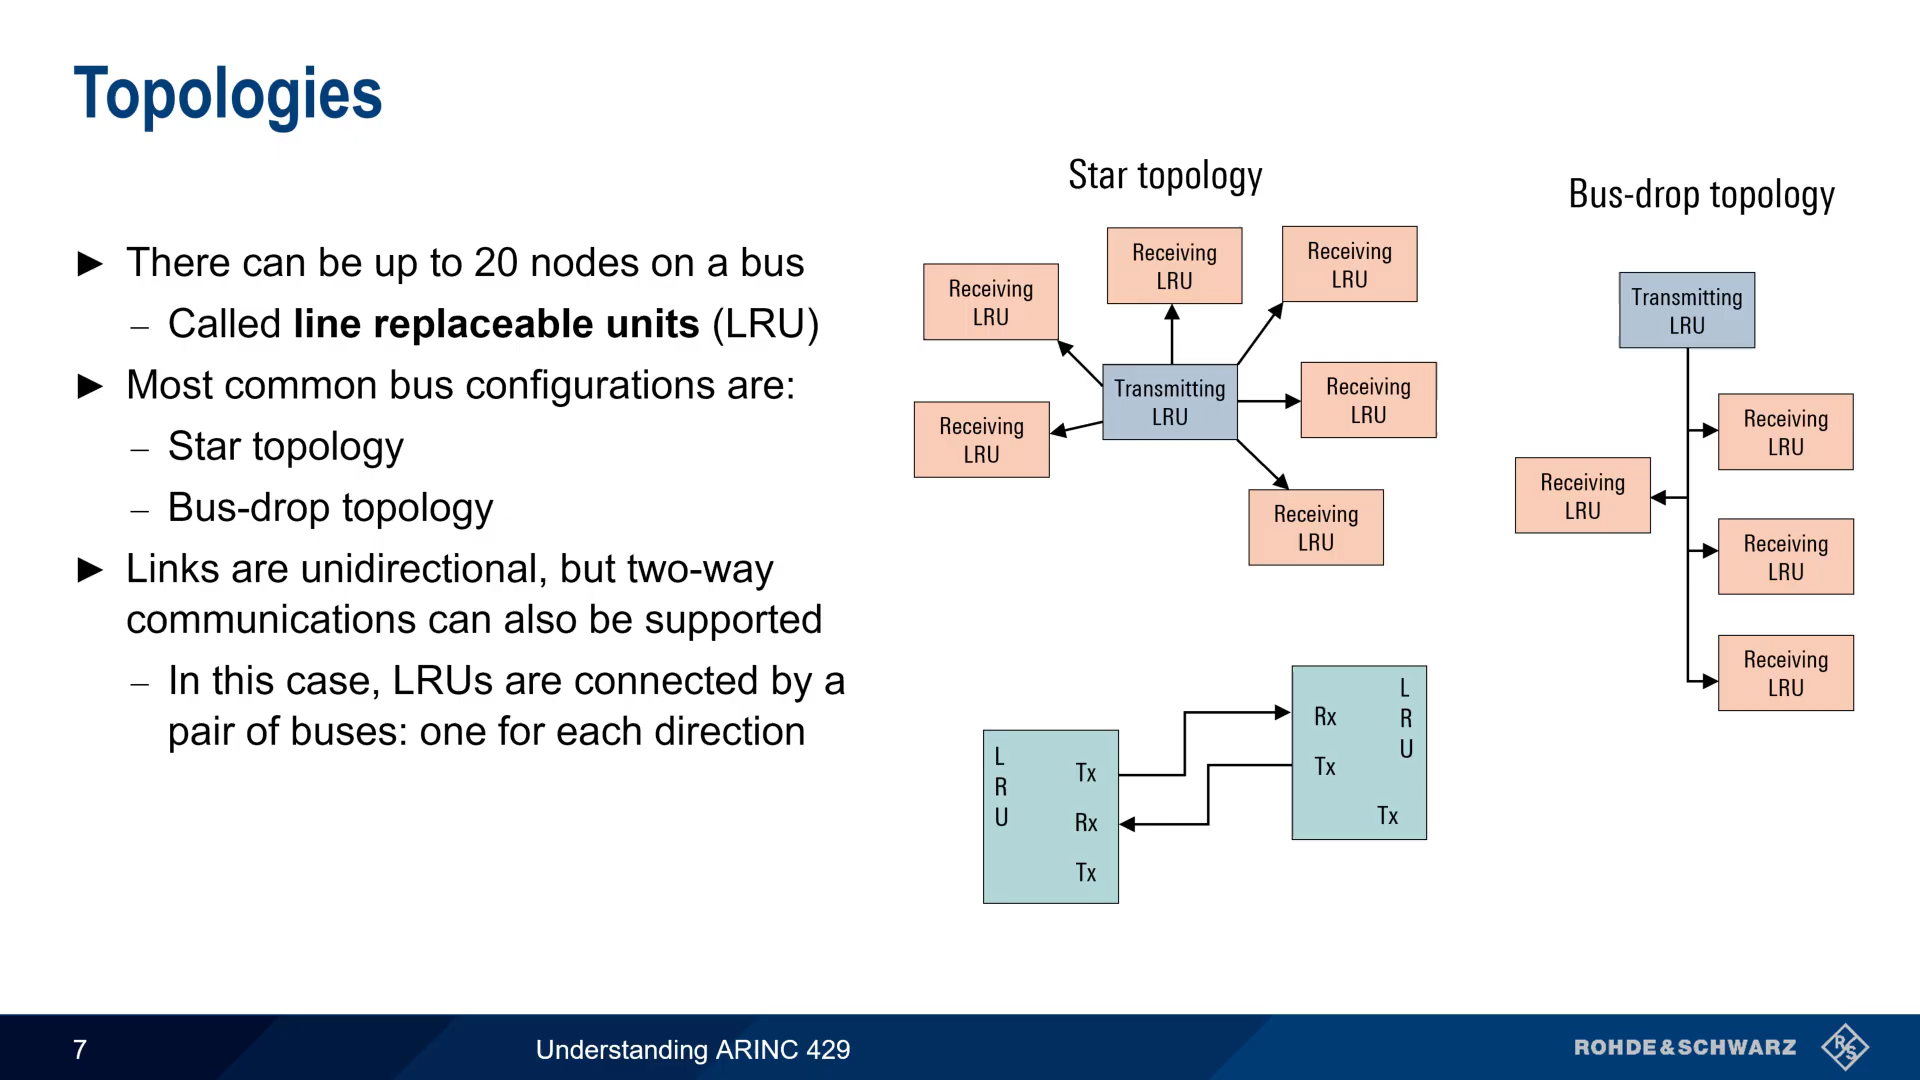 Topologies
► There can be up to 20 nodes on a bus
– Called line replaceable units (LRU)
► Most common bus configurations are:
– Star topology
– Bus-drop topology
► Links are unidirectional, but two-way
communications can also be supported
– In this case, LRUs are connected by a
pair of buses: one for each direction
Star topology
Receiving
LRU
Receiving
LRU
Receiving
LRU
Transmitting
LRU
Receiving
LRU
Receiving
LRU
Receiving
LRU
Bus-drop topology
Transmitting
LRU
Receiving
LRU
Receiving
LRU
Receiving
LRU
Receiving
LRU
L
R
U
Tx
Rx
Tx
Rx
Tx
Tx
L
R
U
7
Understanding ARINC 429
ROHDE & SCHWARZ
R S